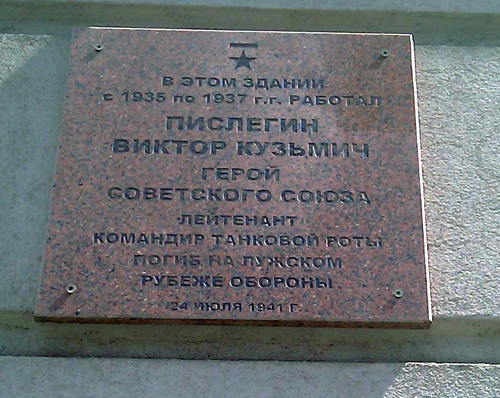 В ЭТОМ ЗДАНИИ
с 1935 по 1937 г.г. РАБОТАЛ
ПИСЛЕГИН
ВИКТОР КУЗЬМИЧ
ГЕРОЙ
СОВЕТСКОГО СОЮЗА
ЛЕЙТЕНАНТ
КОМАНДИР ТАНКОВОЙ РОТЫ
ПОГИБ НА ЛУЖСКОМ
РУБЕЖЕ ОБОРОНЫ
24 ИЮЛЯ 1941 Г.